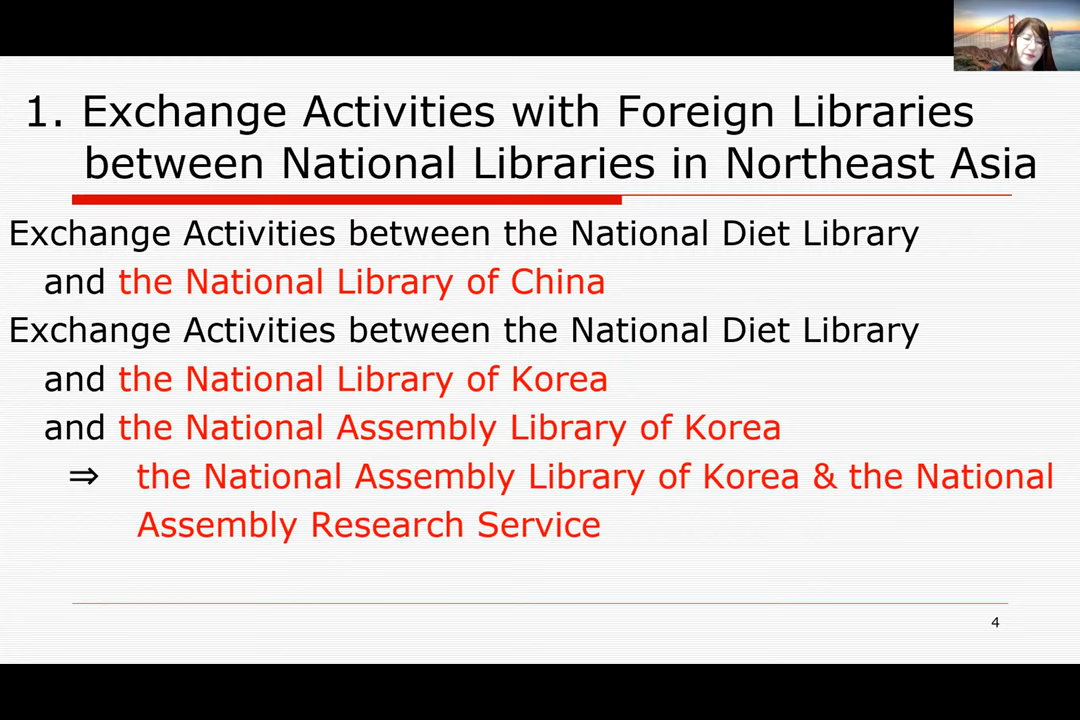 1. Exchange Activities with Foreign Libraries
between National Libraries in Northeast Asia
Exchange Activities between the National Diet Library
and the National Library of China
Exchange Activities between the National Diet Library
and the National Library of Korea
and the National Assembly Library of Korea
⇒ the National Assembly Library of Korea & the National
Assembly Research Service
4